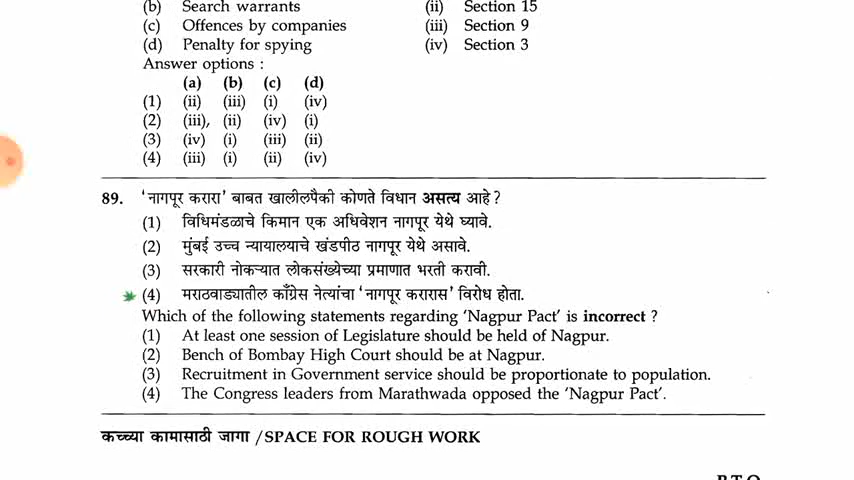 (b) Search warrants (ii) Section 15
(c) Offences by companies (iii) Section 9
(d) Penalty for spying (iv) Section 3
Answer options :
(a) (b) (c) (d)
(1) (ii) (iii) (i) (iv)
(2) (iii), (ii) (iv) (i)
(3) (iv) (i) (iii) (ii)
(4) (iii) (i) (ii) (iv)
89. 'नागपूर करारा' बाबत खालीलपैकी कोणते विधान असत्य आहे ?
(1) विधिमंडळाचे किमान एक अधिवेशन नागपूर येथे घ्यावे.
(2) मुंबई उच्च न्यायालयाचे खंडपीठ नागपूर येथे असावे.
(3) सरकारी नोकऱ्यात लोकसंख्येच्या प्रमाणात भरती करावी.
(4) मराठवाड्यातील काँग्रेस नेत्यांचा 'नागपूर करारास' विरोध होता.
Which of the following statements regarding 'Nagpur Pact' is incorrect ?
(1) At least one session of Legislature should be held of Nagpur.
(2) Bench of Bombay High Court should be at Nagpur.
(3) Recruitment in Government service should be proportionate to population.
(4) The Congress leaders from Marathwada opposed the 'Nagpur Pact'.
कच्च्या कामासाठी जागा / SPACE FOR ROUGH WORK